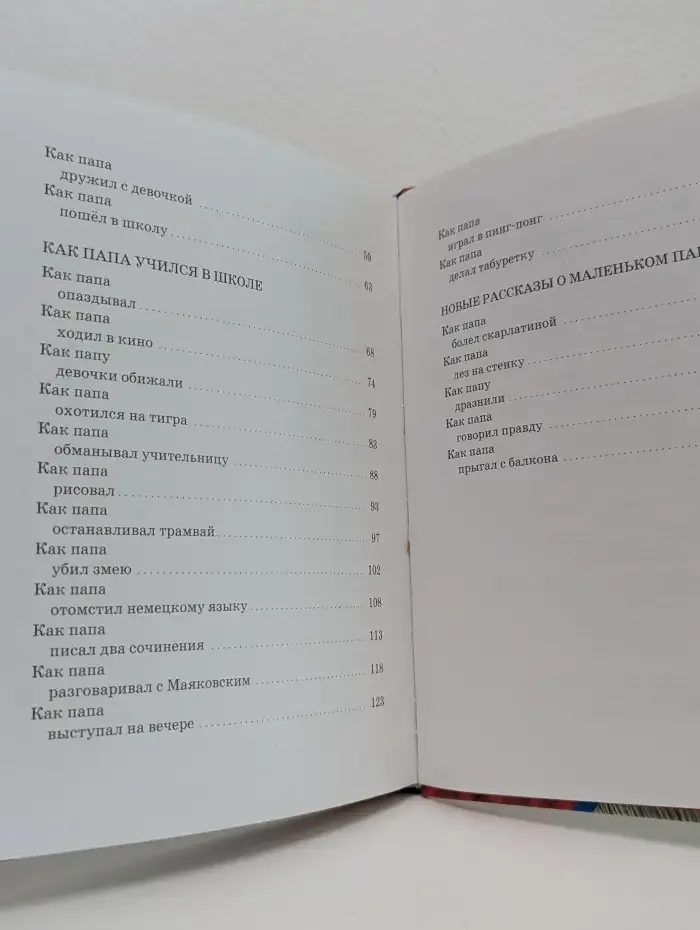 Как папа
дружил с девочкой ........ 59
Как папа
пошёл в школу ........ 63
КАК ПАПА УЧИЛСЯ В ШКОЛЕ
Как папа
опаздывал ........ 68
Как папа
ходил в кино ........ 74
Как папу
девочки обижали ........ 79
Как папа
охотился на тигра ........ 83
Как папа
обманывал учительницу ........ 88
Как папа
рисовал ........ 93
Как папа
останавливал трамвай ........ 97
Как папа
убил змею ........ 102
Как папа
отомстил немецкому языку ........ 108
Как папа
писал два сочинения ........ 113
Как папа
разговаривал с Маяковским ........ 118
Как папа
выступал на вечере ........ 123
Как папа
играл в пинг-понг ........
Как папа
делал табуретку ........
НОВЫЕ РАССКАЗЫ О МАЛЕНЬКОМ ПАП
Как папа
болел скарлатиной ........
Как папа
лез на стенку ........
Как папу
дразнили ........
Как папа
говорил правду ........
Как папа
прыгал с балкона ........